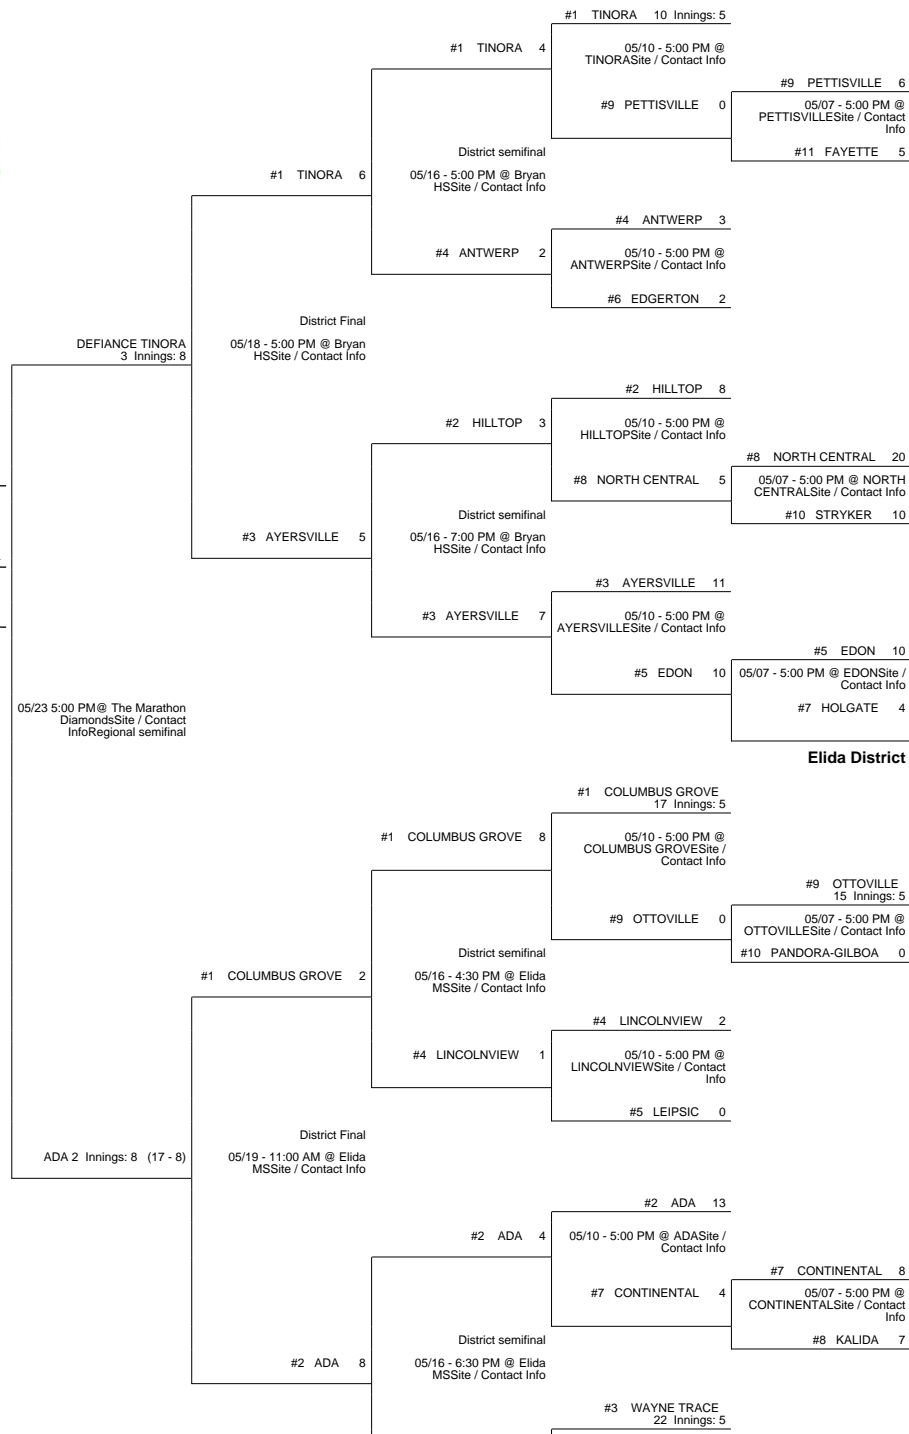 #1 TINORA 10 Innings: 5
#1 TINORA 4
05/10 - 5:00 PM @
TINORASite / Contact Info
#9 PETTISVILLE 6
#9 PETTISVILLE 0
05/07 - 5:00 PM @
PETTISVILLESite / Contact
Info
#11 FAYETTE 5
District semifinal
#1 TINORA 6
05/16 - 5:00 PM @ Bryan
HSSite / Contact Info
#4 ANTWERP 3
#4 ANTWERP 2
05/10 - 5:00 PM @
ANTWERPSite / Contact Info
#6 EDGERTON 2
District Final
DEFIANCE TINORA
3 Innings: 8
05/18 - 5:00 PM @ Bryan
HSSite / Contact Info
#2 HILLTOP 8
#2 HILLTOP 3
05/10 - 5:00 PM @
HILLTOPSite / Contact Info
#8 NORTH CENTRAL 20
#8 NORTH CENTRAL 5
05/07 - 5:00 PM @ NORTH
CENTRALSite / Contact Info
#10 STRYKER 10
District semifinal
#3 AYERSVILLE 5
05/16 - 7:00 PM @ Bryan
HSSite / Contact Info
#3 AYERSVILLE 11
#3 AYERSVILLE 7
05/10 - 5:00 PM @
AYERSVILLESite / Contact Info
#5 EDON 10
#5 EDON 10
05/07 - 5:00 PM @ EDONSite /
Contact Info
#7 HOLGATE 4
05/23 5:00 PM@ The Marathon
DiamondsSite / Contact
InfoRegional semifinal
Elida District
#1 COLUMBUS GROVE
17 Innings: 5
#1 COLUMBUS GROVE 8
05/10 - 5:00 PM @
COLUMBUS GROVESite /
Contact Info
#9 OTTOVILLE
15 Innings: 5
#9 OTTOVILLE 0
05/07 - 5:00 PM @
OTTOVILLESite / Contact Info
#10 PANDORA-GILBOA 0
District semifinal
#1 COLUMBUS GROVE 2
05/16 - 4:30 PM @ Elida
MSSite / Contact Info
#4 LINCOLNVIEW 2
#4 LINCOLNVIEW 1
05/10 - 5:00 PM @
LINCOLNVIEWSite / Contact
Info
#5 LEIPSIC 0
District Final
ADA 2 Innings: 8 (17 - 8)
05/19 - 11:00 AM @ Elida
MSSite / Contact Info
#2 ADA 13
#2 ADA 4
05/10 - 5:00 PM @ ADASite /
Contact Info
#7 CONTINENTAL 8
#7 CONTINENTAL 4
05/07 - 5:00 PM @
CONTINENTALSite / Contact
Info
#8 KALIDA 7
District semifinal
#2 ADA 8
05/16 - 6:30 PM @ Elida
MSSite / Contact Info
#3 WAYNE TRACE
22 Innings: 5